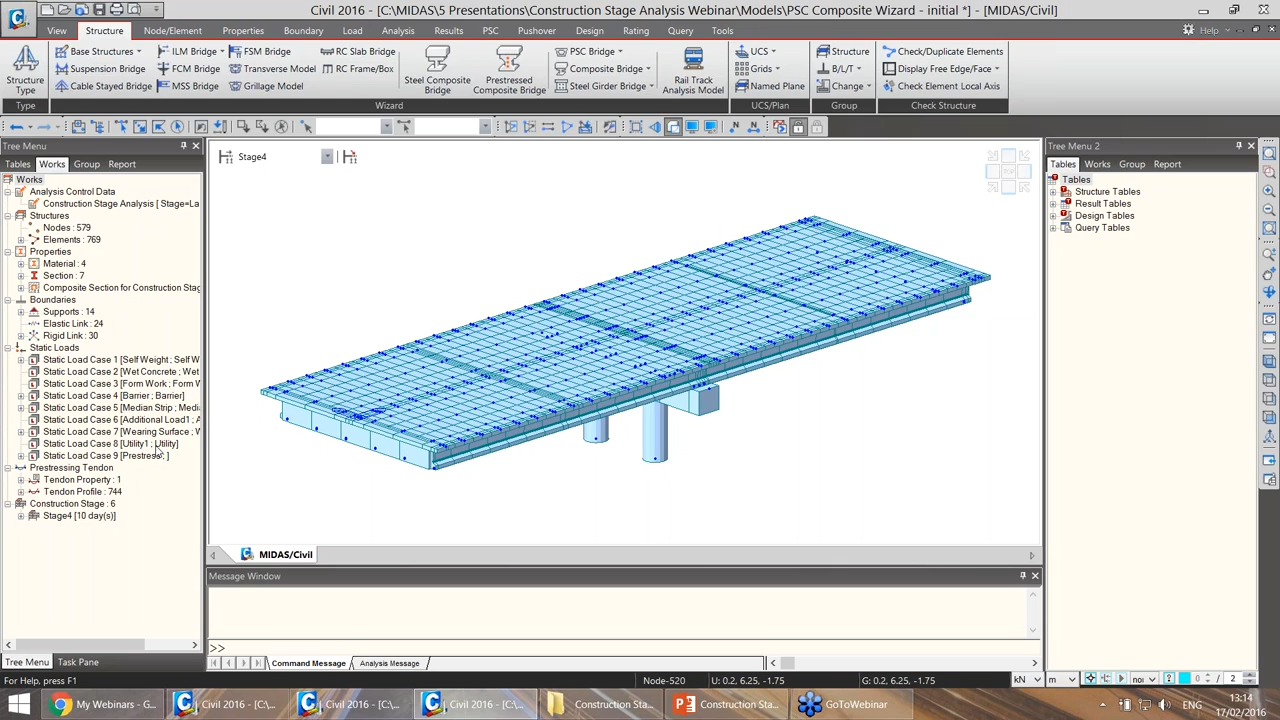 Civil 2016 - [C:\MIDAS\5 Presentations\Construction Stage Analysis Webinar\Models\PSC Composite Wizard - initial *] - [MIDAS/Civil]
View Structure Node/Element Properties Boundary Load Analysis Results PSC Pushover Design Rating Query Tools Help
Structure Type
Base Structures
Suspension Bridge
Cable Stayed Bridge
ILM Bridge
FCM Bridge
MSS Bridge
FSM Bridge
Transverse Model
Grillage Model
RC Slab Bridge
RC Frame/Box
Steel Composite Bridge
Prestressed Composite Bridge
PSC Bridge
Composite Bridge
Steel Girder Bridge
Rail Track Analysis Model
UCS
Grids
Named Plane
Structure
B/L/T
Change
Check/Duplicate Elements
Display Free Edge/Face
Check Element Local Axis
Type Wizard UCS/Plan Group Check Structure
Tree Menu
Tables Works Group Report
Works
Analysis Control Data
Construction Stage Analysis [ Stage=La
Structures
Nodes : 579
Elements : 769
Properties
Material : 4
Section : 7
Composite Section for Construction Stag
Boundaries
Supports : 14
Elastic Link : 24
Rigid Link : 30
Static Loads
Static Load Case 1 [Self Weight ; Self W
Static Load Case 2 [Wet Concrete ; Wet
Static Load Case 3 [Form Work ; Form W
Static Load Case 4 [Barrier ; Barrier]
Static Load Case 5 [Median Strip ; Media
Static Load Case 6 [Additional Load1 ; A
Static Load Case 7 [Wearing Surface ; W
Static Load Case 8 [Utility1 ; Utility]
Static Load Case 9 [Prestress ; ]
Prestressing Tendon
Tendon Property : 1
Tendon Profile : 744
Construction Stage : 6
Stage4 [10 day(s)]
Tree Menu Task Pane
Stage4
TOP
MIDAS/Civil
Message Window
>>
Command Message Analysis Message
Tree Menu 2
Tables Works Group Report
Tables
Structure Tables
Result Tables
Design Tables
Query Tables
For Help, press F1
Node-520
U: 0.2, 6.25, -1.75
G: 0.2, 6.25, -1.75
kN
m
noi
0 / 2
My Webinars - G...
Civil 2016 - [C:\...
Civil 2016 - [C:\...
Civil 2016 - [C:\...
Construction Sta...
Construction Sta...
GoToWebinar
ENG
13:14
17/02/2016